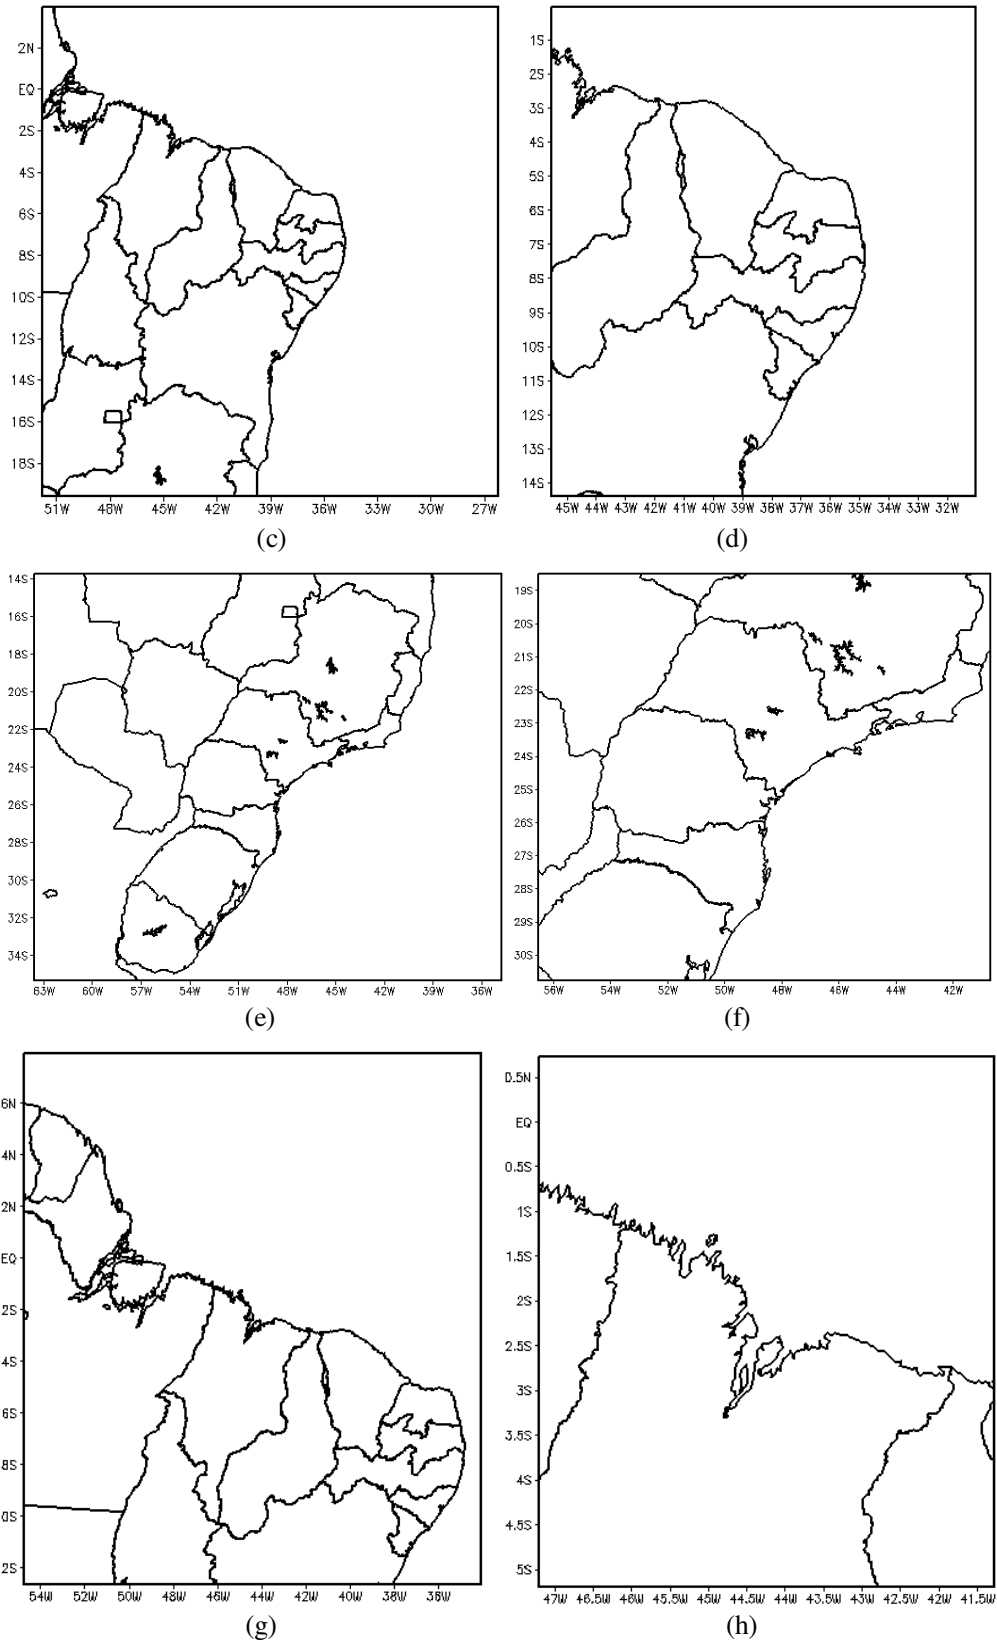 2N
EQ
2S
4S
6S
8S
10S
12S
14S
16S
18S
51W 48W 45W 42W 39W 36W 33W 30W 27W
(c)
1S
2S
3S
4S
5S
6S
7S
8S
9S
10S
11S
12S
13S
14S
45W 44W 43W 42W 41W 40W 39W 38W 37W 36W 35W 34W 33W 32W
(d)
14S
16S
18S
20S
22S
24S
26S
28S
30S
32S
34S
63W 60W 57W 54W 51W 48W 45W 42W 39W 36W
(e)
19S
20S
21S
22S
23S
24S
25S
26S
27S
28S
29S
30S
56W 54W 52W 50W 48W 46W 44W 42W
(f)
6N
4N
2N
EQ
2S
4S
6S
8S
0S
2S
54W 52W 50W 48W 46W 44W 42W 40W 38W 36W
(g)
0.5N
EQ
0.5S
1S
1.5S
2S
2.5S
3S
3.5S
4S
4.5S
5S
47W 46.5W 46W 45.5W 45W 44.5W 44W 43.5W 43W 42.5W 42W 41.5W
(h)